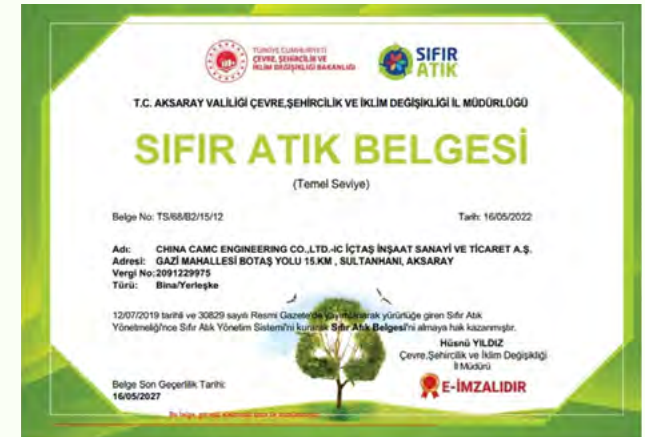 TÜRKİYE CUMHURİYETİ
ÇEVRE, ŞEHİRCİLİK VE
İKLİM DEĞİŞİKLİĞİ BAKANLIĞI
SIFIR
ATIK
T.C. AKSARAY VALİLİĞİ ÇEVRE,ŞEHİRCİLİK VE İKLİM DEĞİŞİKLİĞİ İL MÜDÜRLÜĞÜ
SIFIR ATIK BELGESİ
(Temel Seviye)
Belge No: TS/68/B2/15/12
Tarih: 16/05/2022
Adı: CHINA CAMC ENGINEERING CO.,LTD.-IC İÇTAŞ İNŞAAT SANAYİ VE TİCARET A.Ş.
Adresi: GAZİ MAHALLESİ BOTAŞ YOLU 15.KM , SULTANHANI, AKSARAY
Vergi No:2091229975
Türü: Bina/Yerleşke
12/07/2019 tarihli ve 30829 sayılı Resmi Gazete'de yayımlanarak yürürlüğe giren Sıfır Atık
Yönetmeliği'nce Sıfır Atık Yönetim Sistemi'ni kurarak Sıfır Atık Belgesi'ni almaya hak kazanmıştır.
Hüsnü YILDIZ
Çevre,Şehircilik ve İklim Değişikliği
İl Müdürü
E-İMZALIDIR
Belge Son Geçerlilik Tarihi:
16/05/2027
Bu belge, güvenli elektronik imza ile